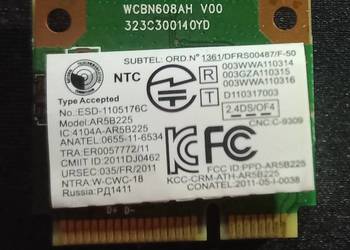 WCBN608AH V00
323C300140YD
SUBTEL: ORD.N° 1361/DFRS00487/F-50
NTC
R 003WWA110314
003GZA110315
003WWA110316
T D110317003
2.4DS/OF4
CNC: C-9309
Type Accepted
No.:ESD-1105176C
Model: AR5B225
IC:4104A-AR5B225
ANATEL:0655-11-6534
TRA:ER0057772/11
CMIIT ID:2011DJ0462
URSEC:035/FR/2011
NTRA:W-CWC-18
Russia:РД1411
FCC ID:PPD-AR5B225
KCC-CRM-ATH-AR5B225
CONATEL:2011-05-I-0038
D+ D-